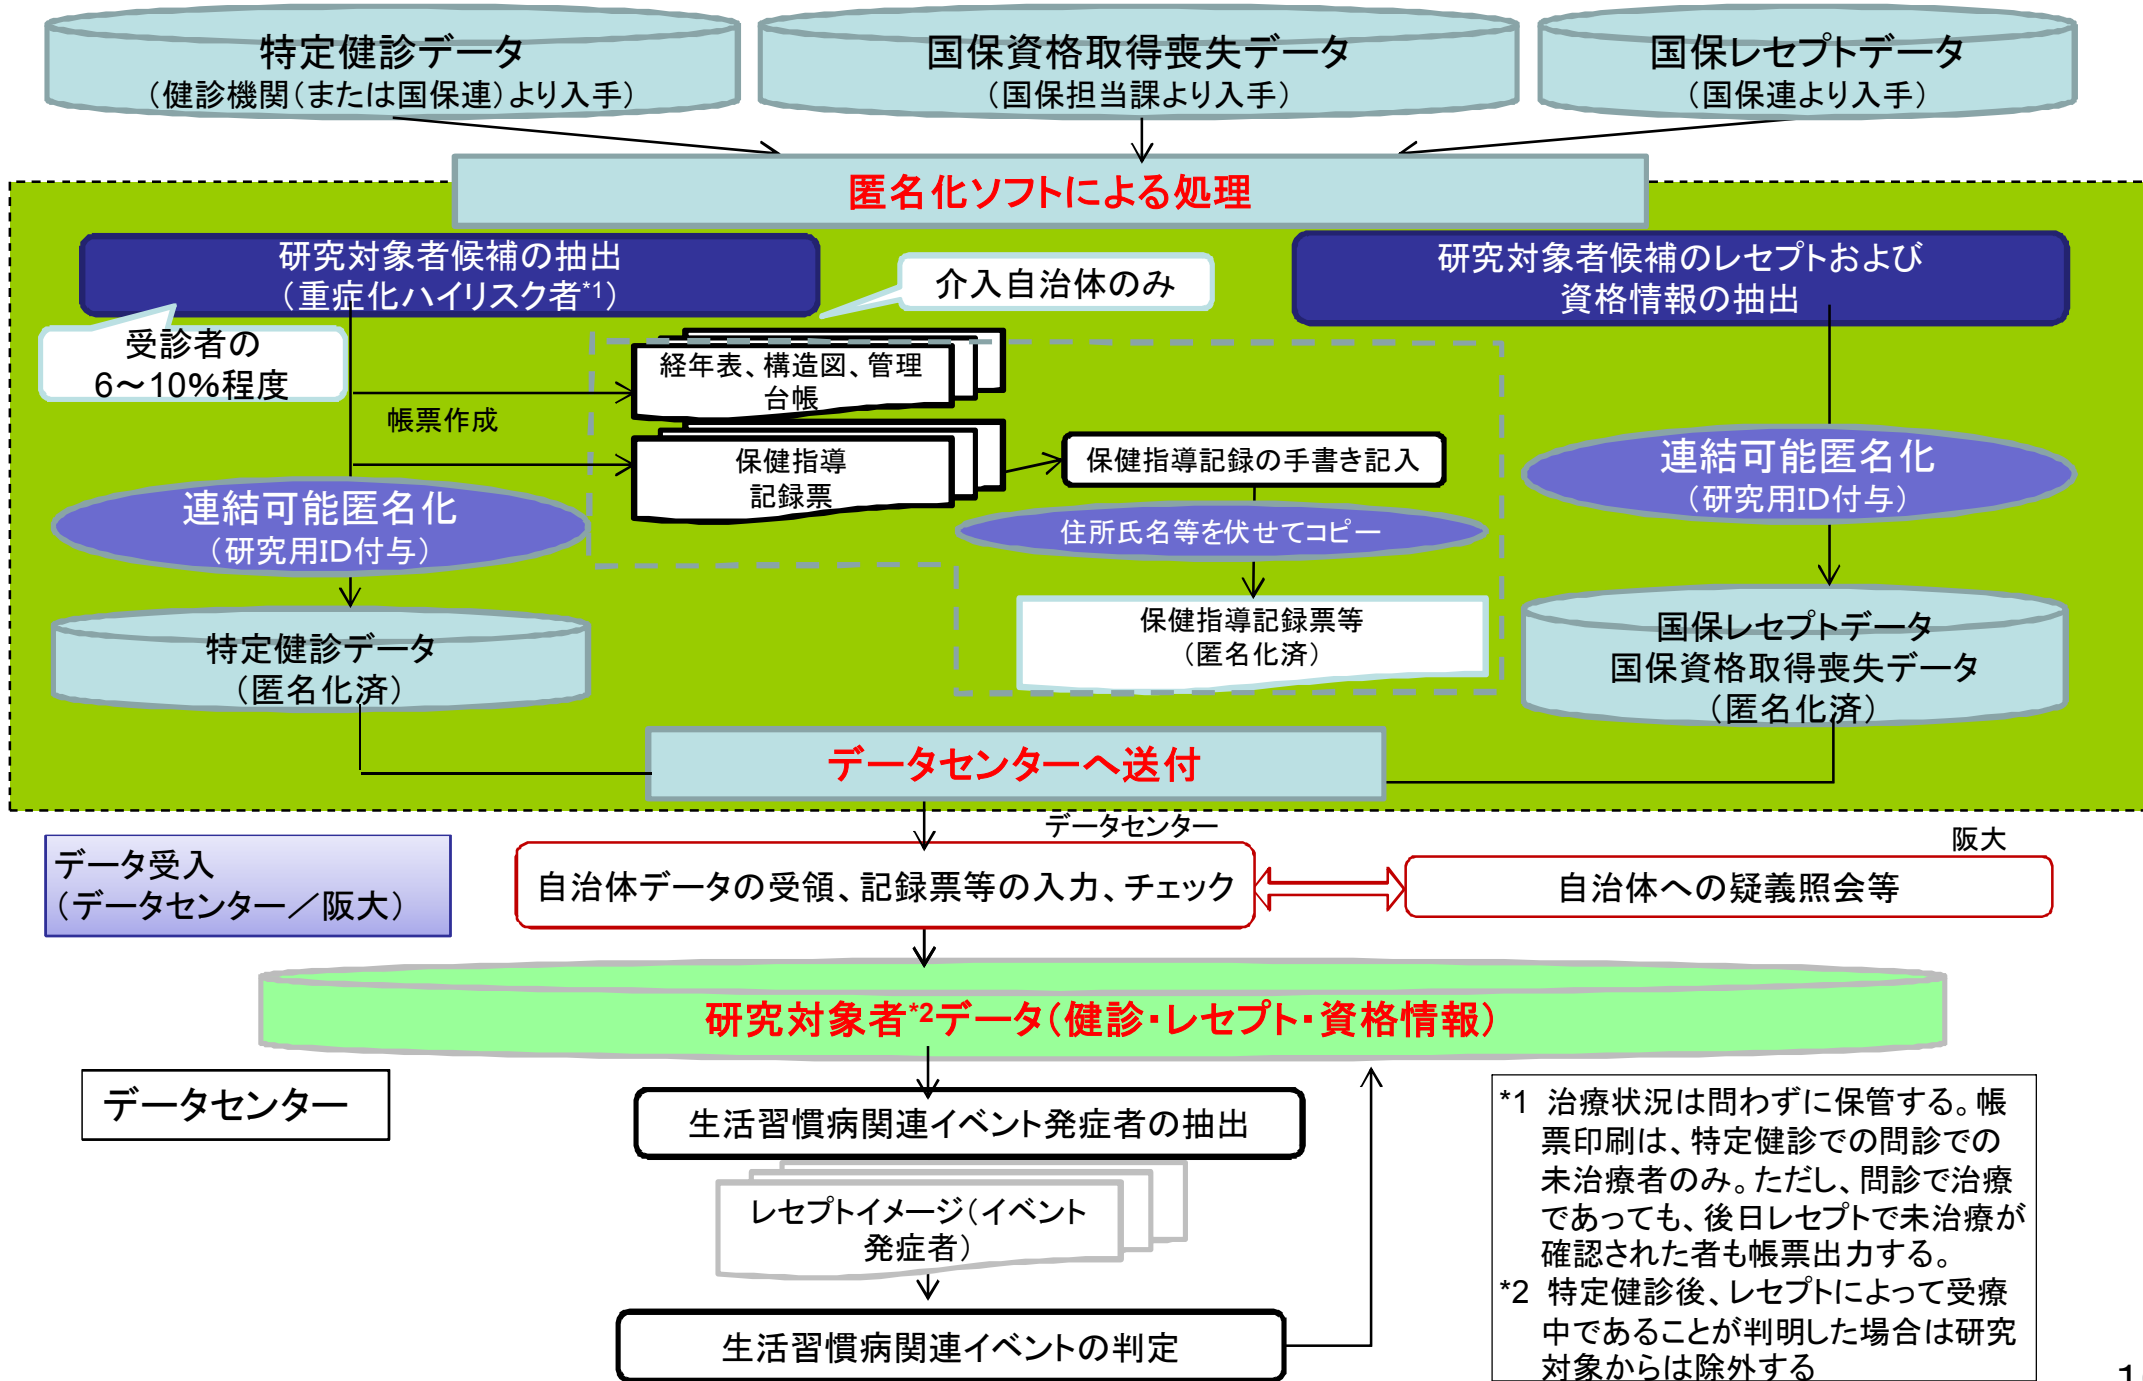 特定健診データ
（健診機関（または国保連）より入手）
国保資格取得喪失データ
（国保担当課より入手）
国保レセプトデータ
（国保連より入手）
匿名化ソフトによる処理
研究対象者候補の抽出
（重症化ハイリスク者*1）
介入自治体のみ
研究対象者候補のレセプトおよび
資格情報の抽出
受診者の
6～10%程度
経年表、構造図、管理
台帳
帳票作成
保健指導
記録票
保健指導記録の手書き記入
連結可能匿名化
（研究用ID付与）
連結可能匿名化
（研究用ID付与）
住所氏名等を伏せてコピー
保健指導記録票等
（匿名化済）
特定健診データ
（匿名化済）
国保レセプトデータ
国保資格取得喪失データ
（匿名化済）
データセンターへ送付
データセンター
阪大
データ受入
（データセンター／阪大）
自治体データの受領、記録票等の入力、チェック
自治体への疑義照会等
研究対象者*2データ（健診・レセプト・資格情報）
データセンター
生活習慣病関連イベント発症者の抽出
レセプトイメージ（イベント
発症者）
生活習慣病関連イベントの判定
*1 治療状況は問わずに保管する。帳
票印刷は、特定健診での問診での
未治療者のみ。ただし、問診で治療
であっても、後日レセプトで未治療が
確認された者も帳票出力する。
*2 特定健診後、レセプトによって受療
中であることが判明した場合は研究
対象からは除外する